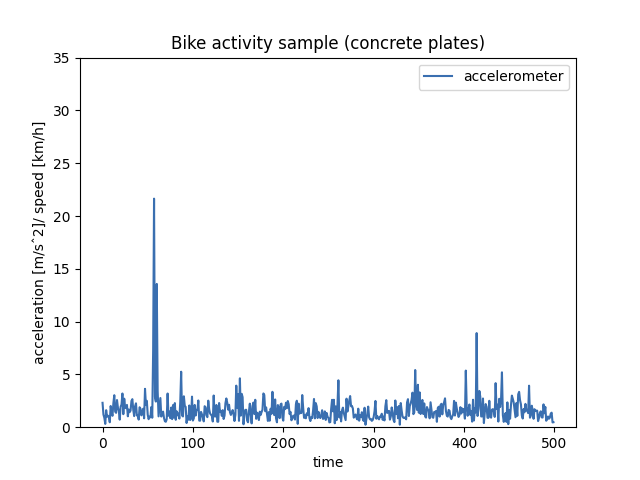 Bike activity sample (concrete plates)
accelerometer
35
30
25
20
15
10
5
0
acceleration [m/sˆ2]/ speed [km/h]
0 100 200 300 400 500
time